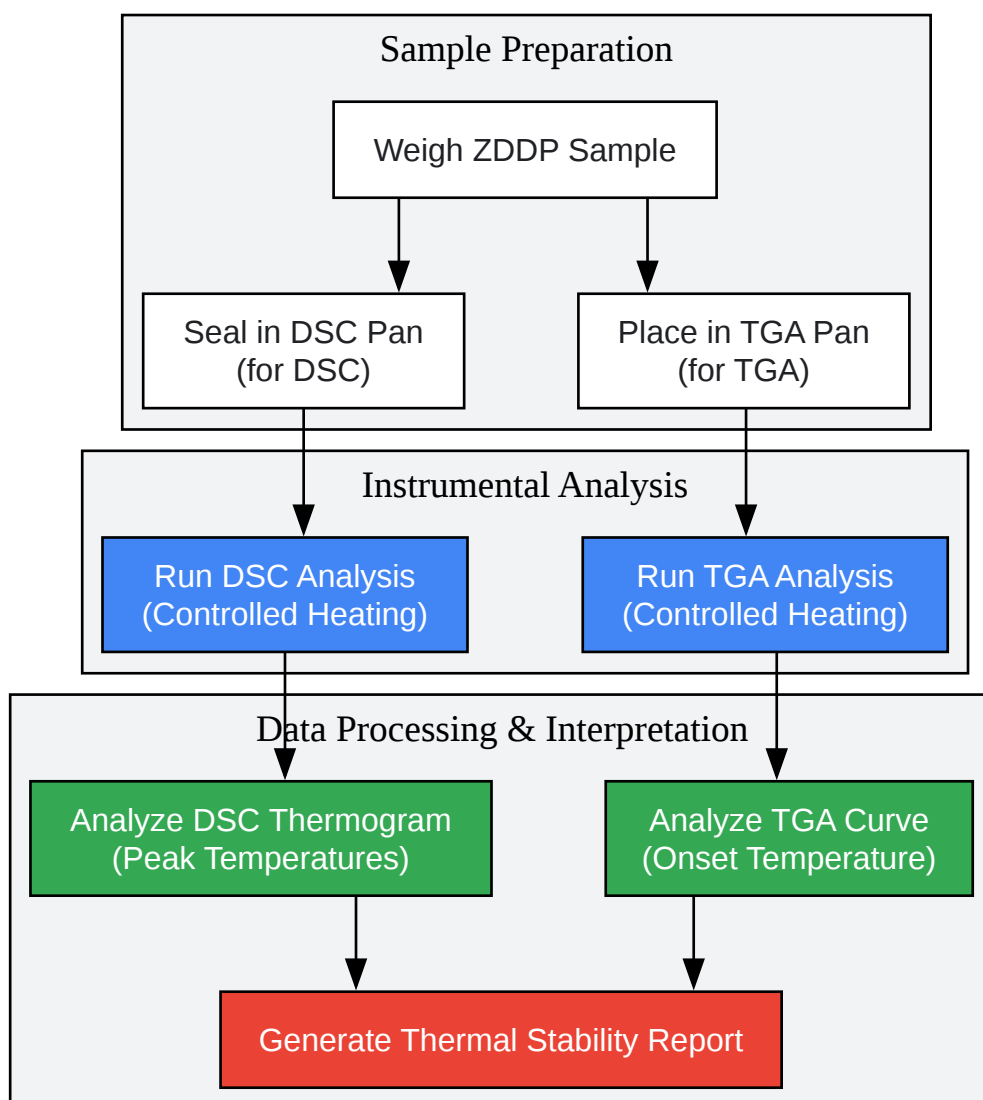 Sample Preparation
Weigh ZDDP Sample
Seal in DSC Pan
(for DSC)
Place in TGA Pan
(for TGA)
Instrumental Analysis
Run DSC Analysis
(Controlled Heating)
Run TGA Analysis
(Controlled Heating)
Data Processing & Interpretation
Analyze DSC Thermogram
(Peak Temperatures)
Analyze TGA Curve
(Onset Temperature)
Generate Thermal Stability Report